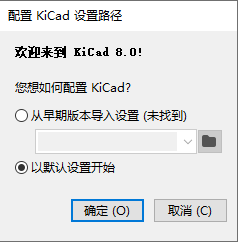 配置 KiCad 设置路径
欢迎来到 KiCad 8.0!
您想如何配置 KiCad?
从早期版本导入设置 (未找到)
以默认设置开始
确定 (O)
取消 (C)